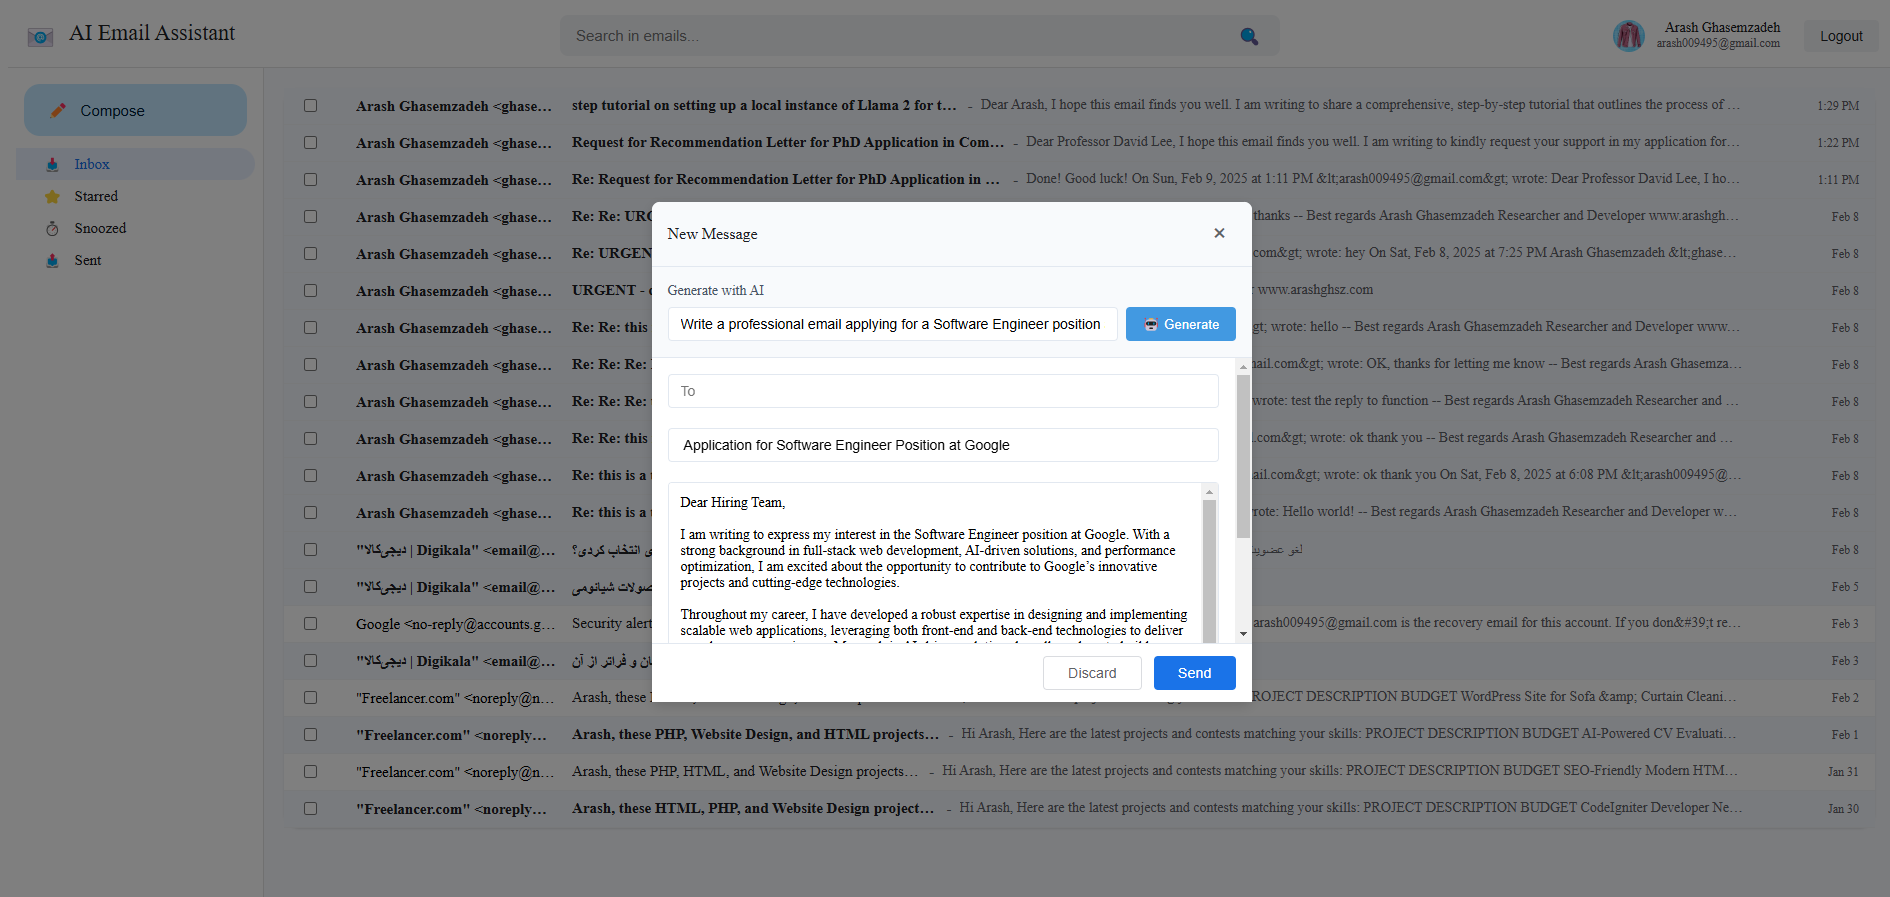 AI Email Assistant
Search in emails...
Arash Ghasemzadeh
arash009495@gmail.com
Logout
Compose
Inbox
Starred
Snoozed
Sent
Arash Ghasemzadeh <ghase... step tutorial on setting up a local instance of Llama 2 for t... - Dear Arash, I hope this email finds you well. I am writing to share a comprehensive, step-by-step tutorial that outlines the process of ... 1:29 PM
Arash Ghasemzadeh <ghase... Request for Recommendation Letter for PhD Application in Com... - Dear Professor David Lee, I hope this email finds you well. I am writing to kindly request your support in my application for... 1:22 PM
Arash Ghasemzadeh <ghase... Re: Request for Recommendation Letter for PhD Application in ... - Done! Good luck! On Sun, Feb 9, 2025 at 1:11 PM &lt;arash009495@gmail.com&gt; wrote: Dear Professor David Lee, I ho... 1:11 PM
Arash Ghasemzadeh <ghase... Re: Re: URG thanks -- Best regards Arash Ghasemzadeh Researcher and Developer www.arashgh... Feb 8
Arash Ghasemzadeh <ghase... Re: URGEN com&gt; wrote: hey On Sat, Feb 8, 2025 at 7:25 PM Arash Ghasemzadeh &lt;ghase... Feb 8
Arash Ghasemzadeh <ghase... URGENT - www.arashghsz.com Feb 8
Arash Ghasemzadeh <ghase... Re: Re: this gt; wrote: hello -- Best regards Arash Ghasemzadeh Researcher and Developer www... Feb 8
Arash Ghasemzadeh <ghase... Re: Re: Re: ail.com&gt; wrote: OK, thanks for letting me know -- Best regards Arash Ghasemza... Feb 8
Arash Ghasemzadeh <ghase... Re: Re: Re: wrote: test the reply to function -- Best regards Arash Ghasemzadeh Researcher and ... Feb 8
Arash Ghasemzadeh <ghase... Re: Re: this .com&gt; wrote: ok thank you -- Best regards Arash Ghasemzadeh Researcher and ... Feb 8
Arash Ghasemzadeh <ghase... Re: this is a ail.com&gt; wrote: ok thank you On Sat, Feb 8, 2025 at 6:08 PM &lt;arash009495@... Feb 8
Arash Ghasemzadeh <ghase... Re: this is a rote: Hello world! -- Best regards Arash Ghasemzadeh Researcher and Developer w... Feb 8
"دیجی‌کالا | Digikala" <email@... ی انتخاب کردی؟ لغو عضوید Feb 8
"دیجی‌کالا | Digikala" <email@... صولات شیائومی Feb 5
Google <no-reply@accounts.g... Security alert arash009495@gmail.com is the recovery email for this account. If you don&#39;t re... Feb 3
"دیجی‌کالا | Digikala" <email@... ان و فراتر از آن Feb 3
"Freelancer.com" <noreply@n... Arash, these ROJECT DESCRIPTION BUDGET WordPress Site for Sofa &amp; Curtain Cleani... Feb 2
"Freelancer.com" <noreply... Arash, these PHP, Website Design, and HTML projects... - Hi Arash, Here are the latest projects and contests matching your skills: PROJECT DESCRIPTION BUDGET AI-Powered CV Evaluati... Feb 1
"Freelancer.com" <noreply@n... Arash, these PHP, HTML, and Website Design projects... - Hi Arash, Here are the latest projects and contests matching your skills: PROJECT DESCRIPTION BUDGET SEO-Friendly Modern HTM... Jan 31
"Freelancer.com" <noreply... Arash, these HTML, PHP, and Website Design project... - Hi Arash, Here are the latest projects and contests matching your skills: PROJECT DESCRIPTION BUDGET CodeIgniter Developer Ne... Jan 30
New Message
×
Generate with AI
Write a professional email applying for a Software Engineer position
Generate
To
Application for Software Engineer Position at Google
Dear Hiring Team,
I am writing to express my interest in the Software Engineer position at Google. With a
strong background in full-stack web development, AI-driven solutions, and performance
optimization, I am excited about the opportunity to contribute to Google's innovative
projects and cutting-edge technologies.
Throughout my career, I have developed a robust expertise in designing and implementing
scalable web applications, leveraging both front-end and back-end technologies to deliver
Discard
Send